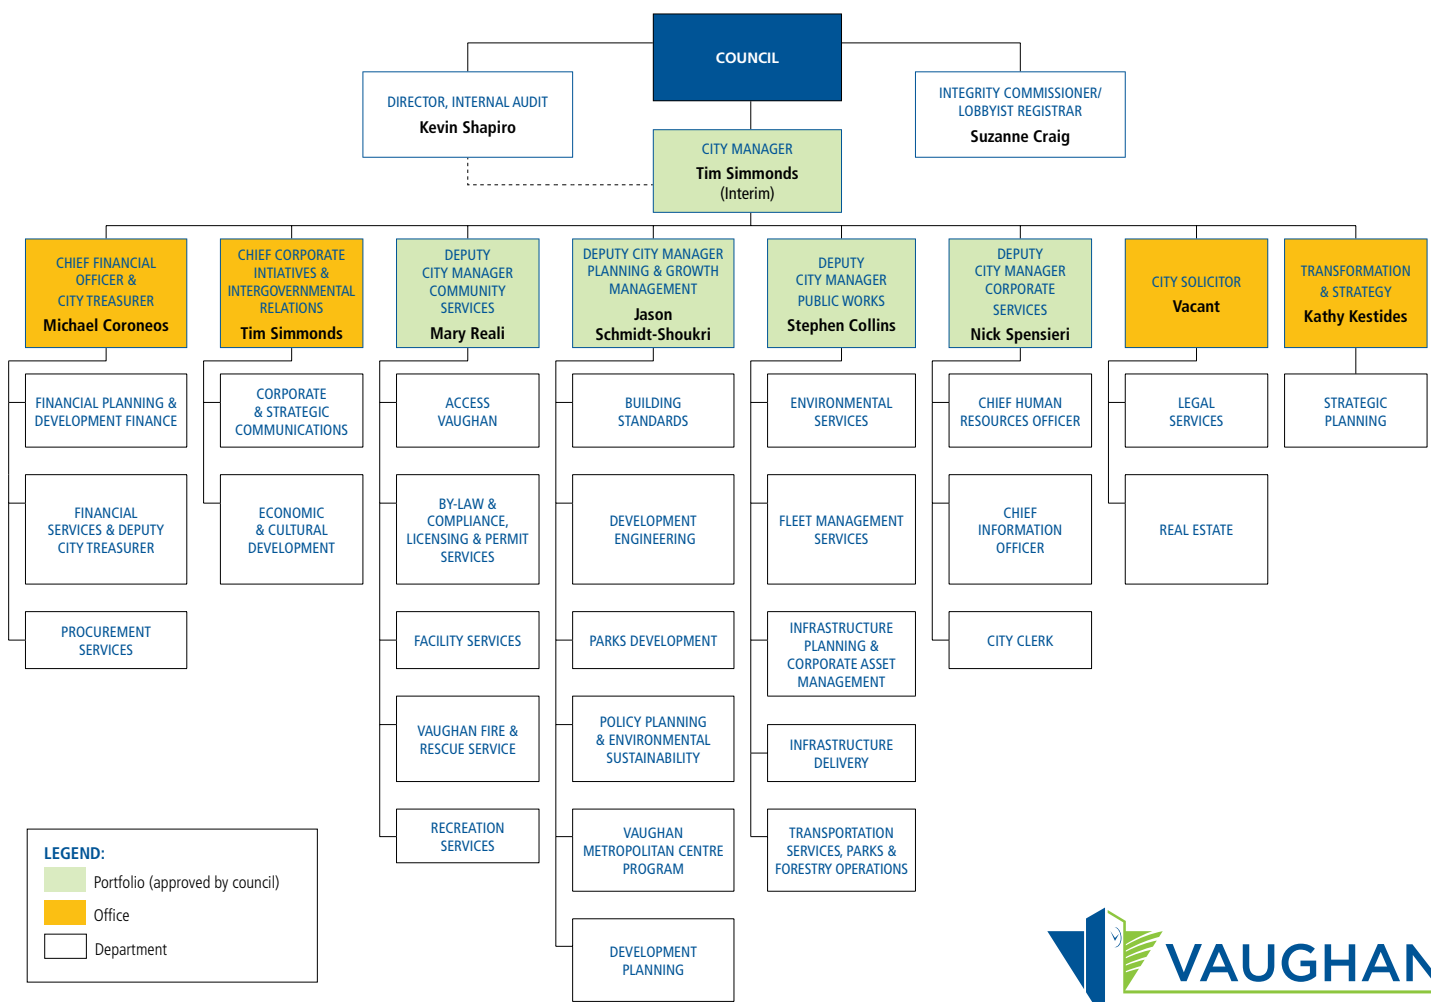 COUNCIL
DIRECTOR, INTERNAL AUDIT
Kevin Shapiro
INTEGRITY COMMISSIONER/
LOBBYIST REGISTRAR
Suzanne Craig
CITY MANAGER
Tim Simmonds
(Interim)
CHIEF FINANCIAL
OFFICER &
CITY TREASURER
Michael Coroneos
CHIEF CORPORATE
INTIATIVES &
INTERGOVERNMENTAL
RELATIONS
Tim Simmonds
DEPUTY
CITY MANAGER
COMMUNITY
SERVICES
Mary Reali
DEPUTY CITY MANAGER
PLANNING & GROWTH
MANAGEMENT
Jason
Schmidt-Shoukri
DEPUTY
CITY MANAGER
PUBLIC WORKS
Stephen Collins
DEPUTY
CITY MANAGER
CORPORATE
SERVICES
Nick Spensieri
CITY SOLICITOR
Vacant
TRANSFORMATION
& STRATEGY
Kathy Kestides
FINANCIAL PLANNING &
DEVELOPMENT FINANCE
FINANCIAL
SERVICES & DEPUTY
CITY TREASURER
PROCUREMENT
SERVICES
CORPORATE
& STRATEGIC
COMMUNICATIONS
ECONOMIC
& CULTURAL
DEVELOPMENT
ACCESS
VAUGHAN
BY-LAW &
COMPLIANCE,
LICENSING & PERMIT
SERVICES
FACILITY SERVICES
VAUGHAN FIRE &
RESCUE SERVICE
RECREATION
SERVICES
BUILDING
STANDARDS
DEVELOPMENT
ENGINEERING
PARKS DEVELOPMENT
POLICY PLANNING
& ENVIRONMENTAL
SUSTAINABILITY
VAUGHAN
METROPOLITAN CENTRE
PROGRAM
DEVELOPMENT
PLANNING
ENVIRONMENTAL
SERVICES
FLEET MANAGEMENT
SERVICES
INFRASTRUCTURE
PLANNING &
CORPORATE ASSET
MANAGEMENT
INFRASTRUCTURE
DELIVERY
TRANSPORTATION
SERVICES, PARKS &
FORESTRY OPERATIONS
CHIEF HUMAN
RESOURCES OFFICER
CHIEF
INFORMATION
OFFICER
CITY CLERK
LEGAL
SERVICES
REAL ESTATE
STRATEGIC
PLANNING
LEGEND:
Portfolio (approved by council)
Office
Department
VAUGHAN